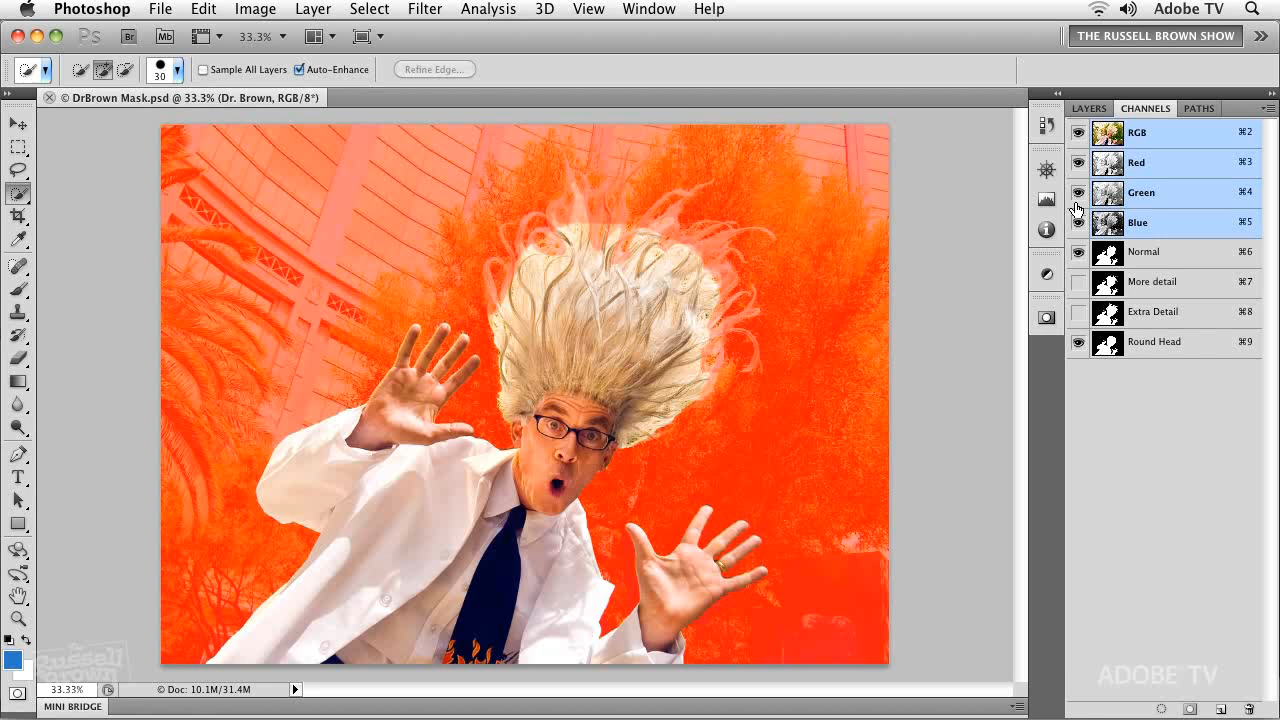 Photoshop File Edit Image Layer Select Filter Analysis 3D View Window Help Adobe TV
Ps Br Mb 33.3% THE RUSSELL BROWN SHOW
30 Sample All Layers Auto-Enhance Refine Edge...
© DrBrown Mask.psd @ 33.3% (Dr. Brown, RGB/8*)
LAYERS CHANNELS PATHS
RGB ⌘2
Red ⌘3
Green ⌘4
Blue ⌘5
Normal ⌘6
More detail ⌘7
Extra Detail ⌘8
Round Head ⌘9
The
Russell
Brown
ADOBE TV
33.33% © Doc: 10.1M/31.4M
MINI BRIDGE